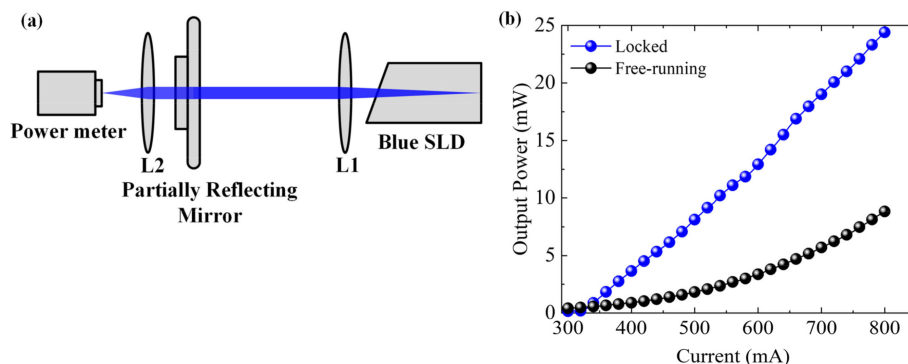 (a)
Power meter
L2
Partially Reflecting
Mirror
L1
Blue SLD
(b)
25
20
15
10
5
0
Output Power (mW)
Locked
Free-running
300 400 500 600 700 800
Current (mA)